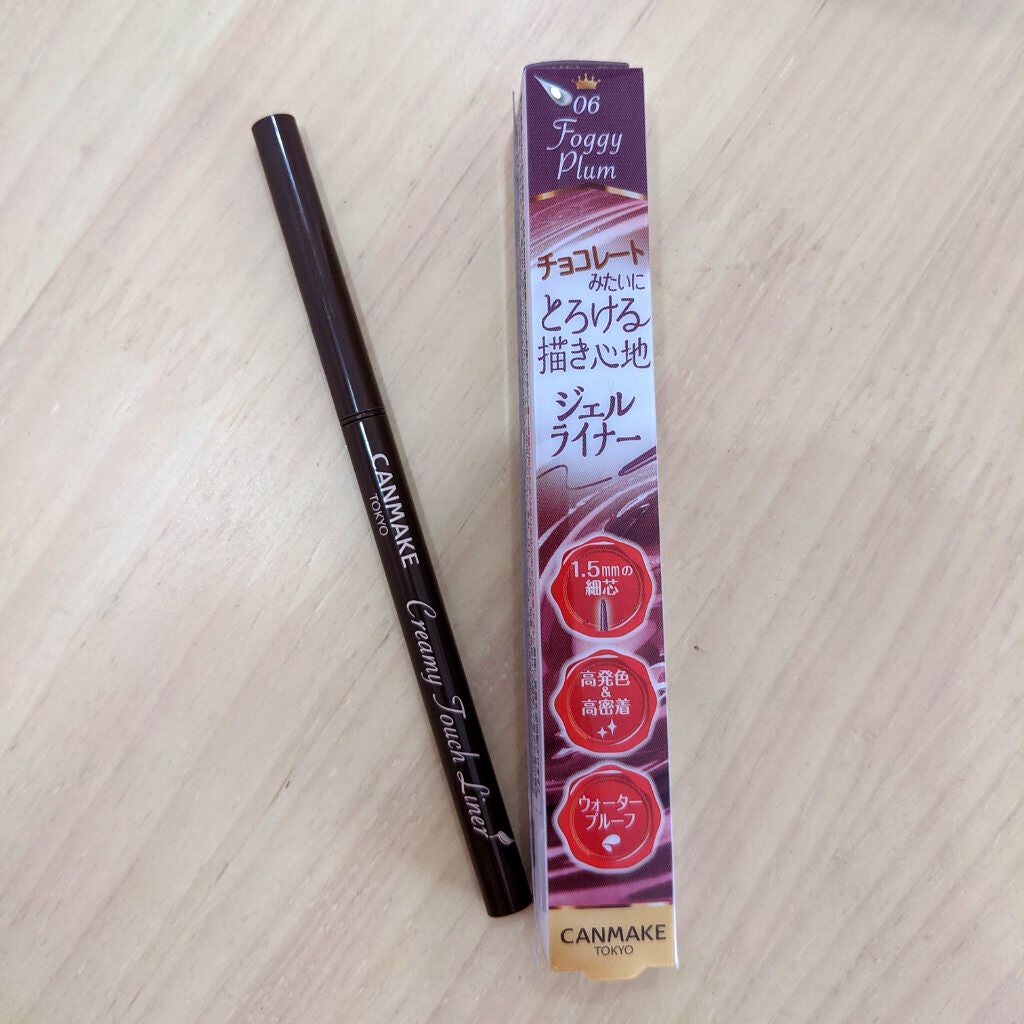 CANMAKE
TOKYO
Creamy Touch Liner
06
Foggy
Plum
チョコレート
みたいに
とろける
描き心地
ジェル
ライナー
1.5mmの
細芯
高発色
&
高密着
ウォーター
プルーフ
CANMAKE
TOKYO